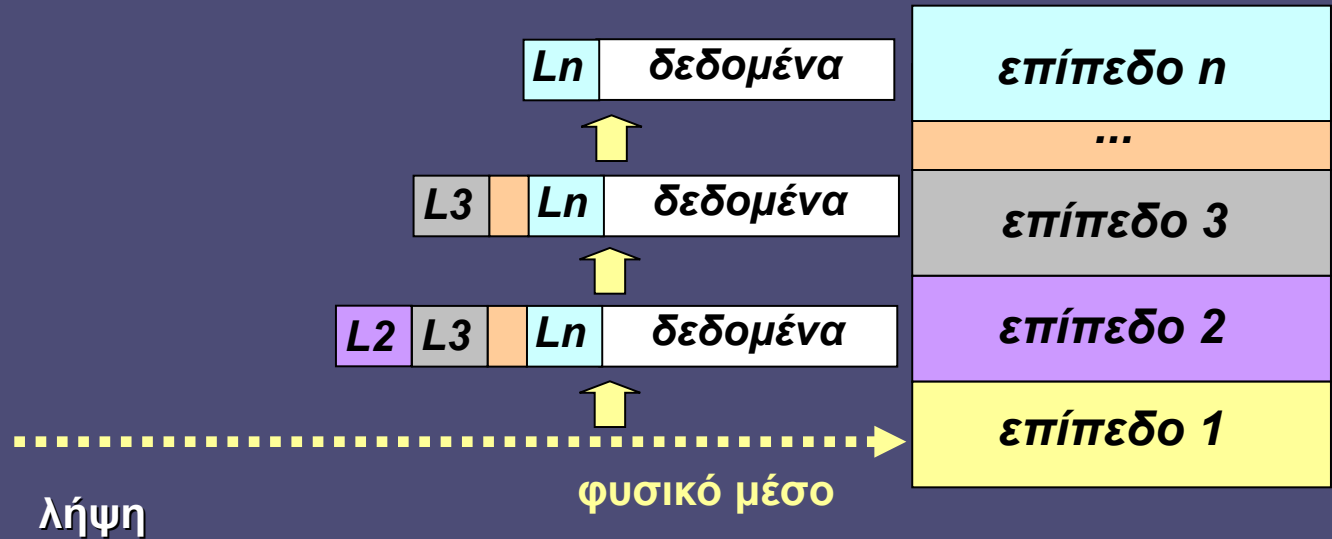 Ln δεδομένα επίπεδο n
...
L3 Ln δεδομένα επίπεδο 3
L2 L3 Ln δεδομένα επίπεδο 2
επίπεδο 1
φυσικό μέσο
λήψη